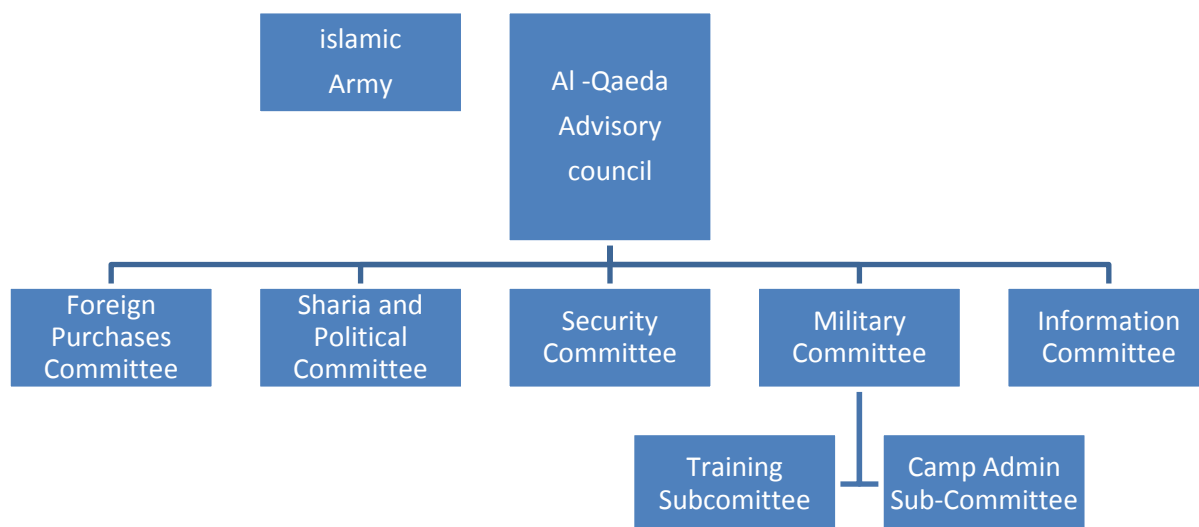 islamic
Army
Al -Qaeda
Advisory
council
Foreign
Purchases
Committee
Sharia and
Political
Committee
Security
Committee
Military
Committee
Information
Committee
Training
Subcomittee
Camp Admin
Sub-Committee